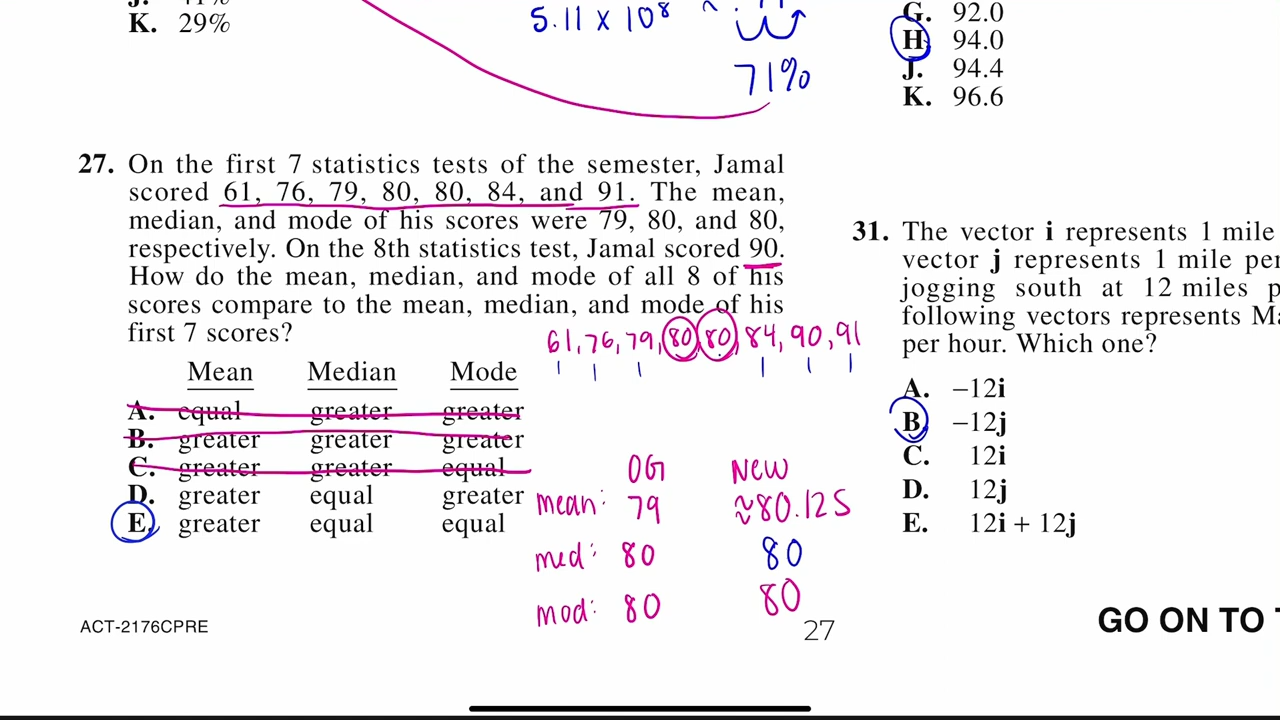 K. 29%
5.11 x 10⁸
71%
G. 92.0
H. 94.0
J. 94.4
K. 96.6
27. On the first 7 statistics tests of the semester, Jamal
scored 61, 76, 79, 80, 80, 84, and 91. The mean,
median, and mode of his scores were 79, 80, and 80,
respectively. On the 8th statistics test, Jamal scored 90.
How do the mean, median, and mode of all 8 of his
scores compare to the mean, median, and mode of his
first 7 scores?
61, 76, 79, 80, 80, 84, 90, 91
Mean Median Mode
A. equal greater greater
B. greater greater greater
C. greater greater equal
D. greater equal greater
E. greater equal equal
OG NEW
mean: 79 ≈80.125
med: 80 80
mod: 80 80
31. The vector i represents 1 mile
vector j represents 1 mile per
jogging south at 12 miles p
following vectors represents Ma
per hour. Which one?
A. –12i
B. –12j
C. 12i
D. 12j
E. 12i + 12j
ACT-2176CPRE
27
GO ON TO